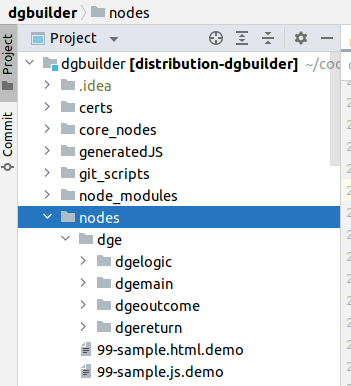 dgbuilder nodes
Project
Project
Commit
dgbuilder [distribution-dgbuilder] ~/cod
.idea
certs
core_nodes
generatedJS
git_scripts
node_modules
nodes
dge
dgelogic
dgemain
dgeoutcome
dgereturn
99-sample.html.demo
99-sample.js.demo